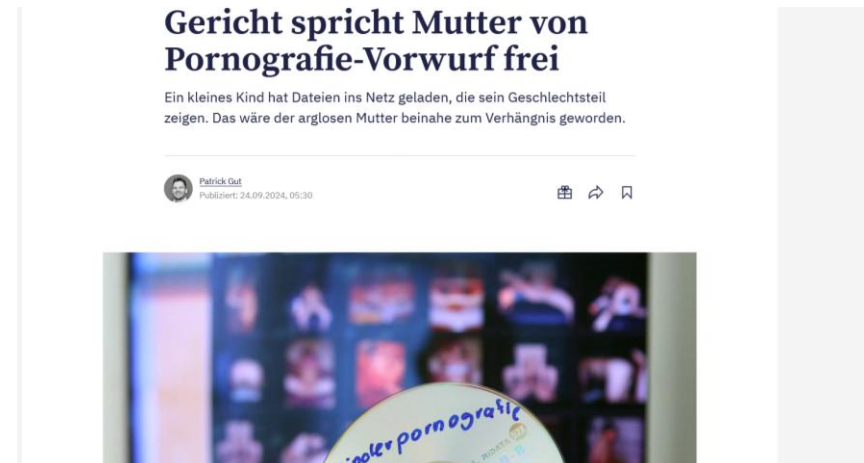 Gericht spricht Mutter von
Pornografie-Vorwurf frei
Ein kleines Kind hat Dateien ins Netz geladen, die sein Geschlechtsteil
zeigen. Das wäre der arglosen Mutter beinahe zum Verhängnis geworden.
Patrick Gut
Publiziert: 24.09.2024, 05:30